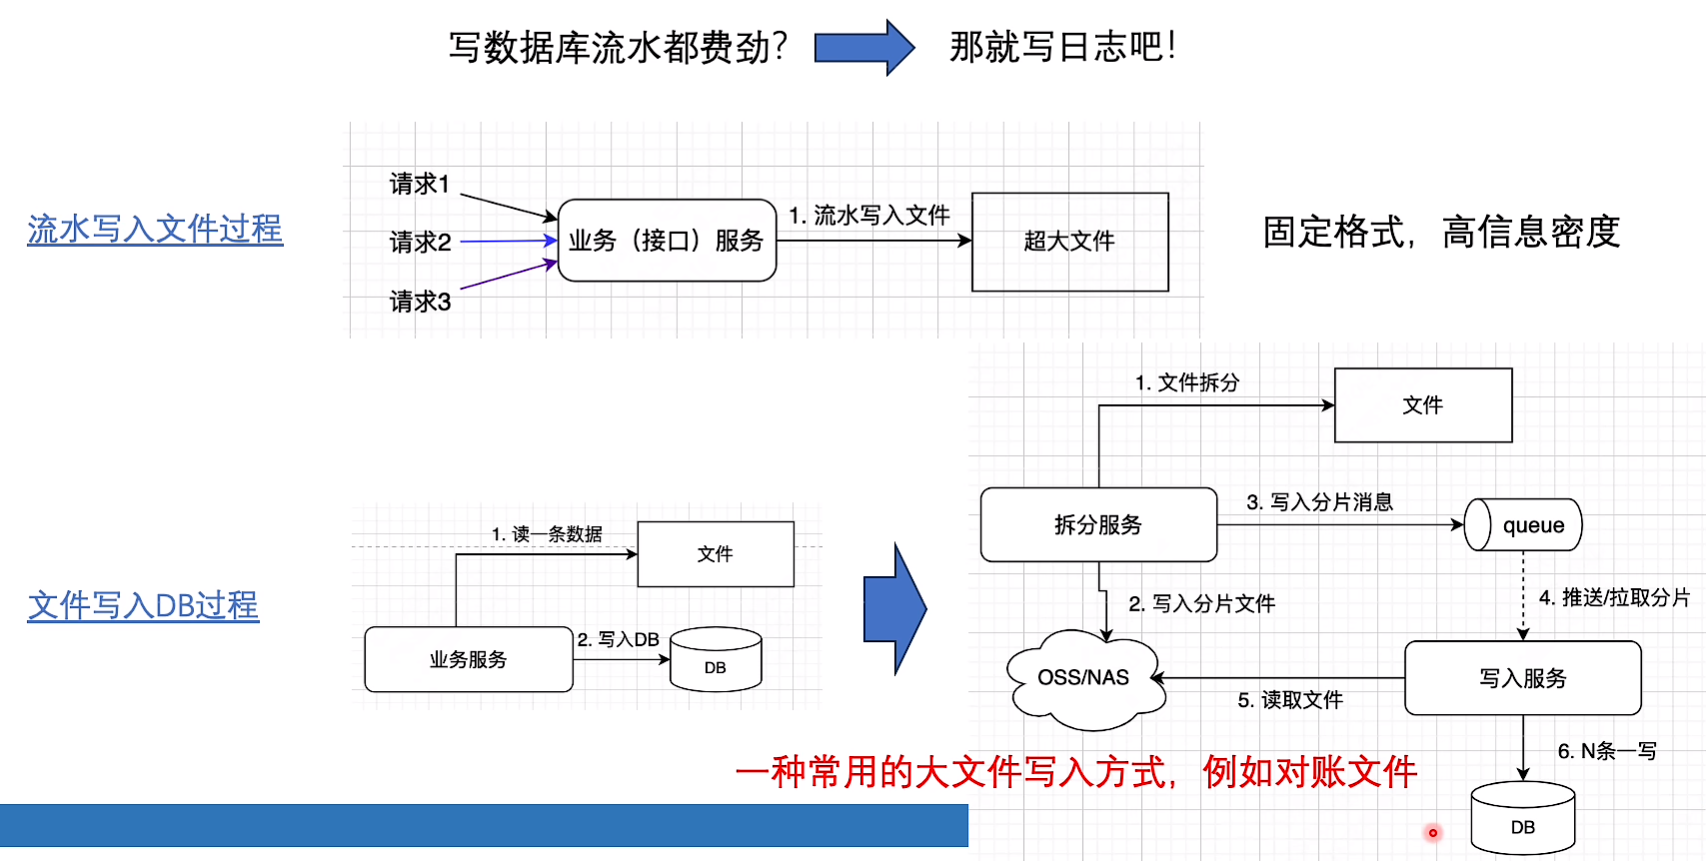 写数据库流水都费劲？
那就写日志吧！
流水写入文件过程
请求1
请求2
请求3
业务（接口）服务
1. 流水写入文件
超大文件
固定格式，高信息密度
文件写入DB过程
1. 读一条数据
文件
业务服务
2. 写入DB
DB
1. 文件拆分
文件
拆分服务
3. 写入分片消息
queue
2. 写入分片文件
4. 推送/拉取分片
OSS/NAS
5. 读取文件
写入服务
6. N条一写
DB
一种常用的大文件写入方式，例如对账文件